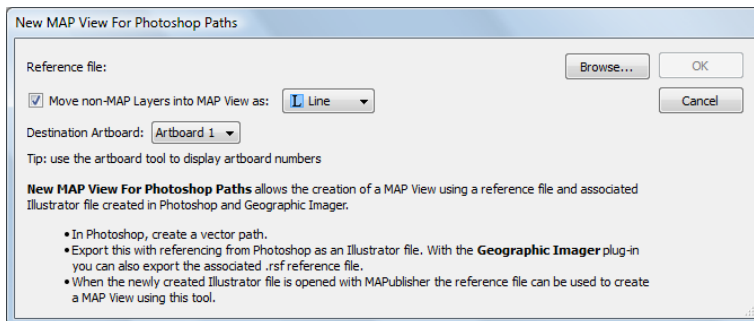 New MAP View For Photoshop Paths
Reference file: Browse... OK
Move non-MAP Layers into MAP View as: L Line Cancel
Destination Artboard: Artboard 1
Tip: use the artboard tool to display artboard numbers
New MAP View For Photoshop Paths allows the creation of a MAP View using a reference file and associated
Illustrator file created in Photoshop and Geographic Imager.
• In Photoshop, create a vector path.
• Export this with referencing from Photoshop as an Illustrator file. With the Geographic Imager plug-in
you can also export the associated .rsf reference file.
• When the newly created Illustrator file is opened with MAPublisher the reference file can be used to create
a MAP View using this tool.